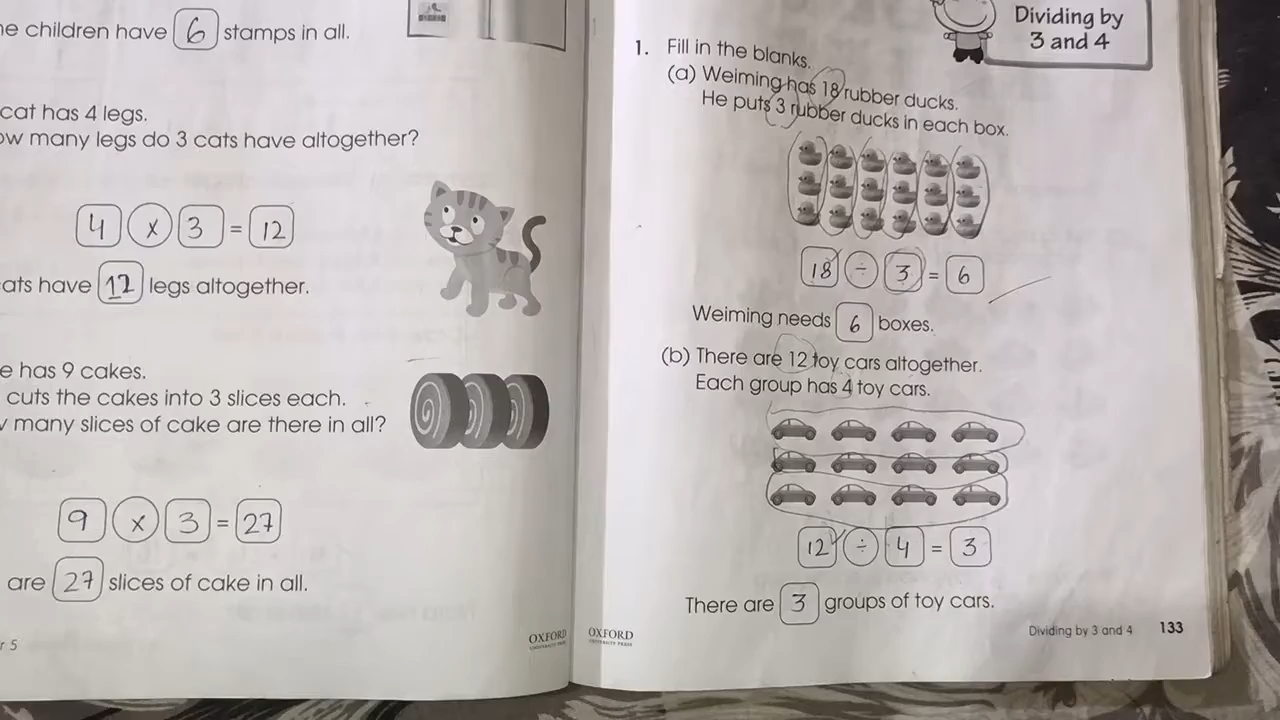 e children have 6 stamps in all.
cat has 4 legs.
ow many legs do 3 cats have altogether?
4 x 3 = 12
ats have 12 legs altogether.
e has 9 cakes.
cuts the cakes into 3 slices each.
many slices of cake are there in all?
9 x 3 = 27
are 27 slices of cake in all.
r 5
OXFORD
UNIVERSITY PRESS
Dividing by
3 and 4
1. Fill in the blanks.
(a) Weiming has 18 rubber ducks.
He puts 3 rubber ducks in each box.
18 ÷ 3 = 6
Weiming needs 6 boxes.
(b) There are 12 toy cars altogether.
Each group has 4 toy cars.
12 ÷ 4 = 3
There are 3 groups of toy cars.
OXFORD
UNIVERSITY PRESS
Dividing by 3 and 4 133